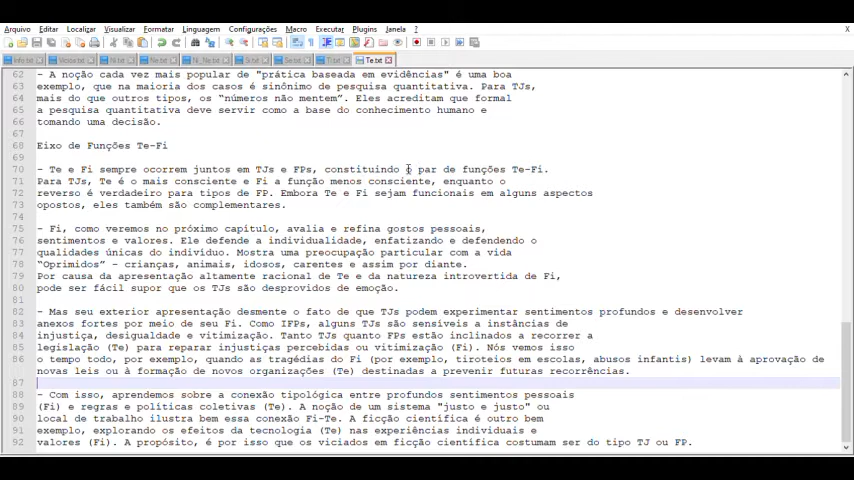 Arquivo Editar Localizar Visualizar Formatar Linguagem Configurações Macro Executar Plugins Janela ? X
Info.txt Vicios.txt Ni.txt Ne.txt Ni_Ne.txt Si.txt Se.txt Ti.txt Te.txt
62 - A noção cada vez mais popular de "prática baseada em evidências" é uma boa
63 exemplo, que na maioria dos casos é sinônimo de pesquisa quantitativa. Para TJs,
64 mais do que outros tipos, os “números não mentem”. Eles acreditam que formal
65 a pesquisa quantitativa deve servir como a base do conhecimento humano e
66 tomando uma decisão.
67
68 Eixo de Funções Te-Fi
69
70 - Te e Fi sempre ocorrem juntos em TJs e FPs, constituindo o par de funções Te-Fi.
71 Para TJs, Te é o mais consciente e Fi a função menos consciente, enquanto o
72 reverso é verdadeiro para tipos de FP. Embora Te e Fi sejam funcionais em alguns aspectos
73 opostos, eles também são complementares.
74
75 - Fi, como veremos no próximo capítulo, avalia e refina gostos pessoais,
76 sentimentos e valores. Ele defende a individualidade, enfatizando e defendendo o
77 qualidades únicas do indivíduo. Mostra uma preocupação particular com a vida
78 “Oprimidos” - crianças, animais, idosos, carentes e assim por diante.
79 Por causa da apresentação altamente racional de Te e da natureza introvertida de Fi,
80 pode ser fácil supor que os TJs são desprovidos de emoção.
81
82 - Mas seu exterior apresentação desmente o fato de que TJs podem experimentar sentimentos profundos e desenvolver
83 anexos fortes por meio de seu Fi. Como IFPs, alguns TJs são sensíveis a instâncias de
84 injustiça, desigualdade e vitimização. Tanto TJs quanto FPs estão inclinados a recorrer a
85 legislação (Te) para reparar injustiças percebidas ou vitimização (Fi). Nós vemos isso
86 o tempo todo, por exemplo, quando as tragédias do Fi (por exemplo, tiroteios em escolas, abusos infantis) levam à aprovação de
novas leis ou à formação de novos organizações (Te) destinadas a prevenir futuras recorrências.
87
88 - Com isso, aprendemos sobre a conexão tipológica entre profundos sentimentos pessoais
89 (Fi) e regras e políticas coletivas (Te). A noção de um sistema "justo e justo" ou
90 local de trabalho ilustra bem essa conexão Fi-Te. A ficção científica é outro bem
91 exemplo, explorando os efeitos da tecnologia (Te) nas experiências individuais e
92 valores (Fi). A propósito, é por isso que os viciados em ficção científica costumam ser do tipo TJ ou FP.